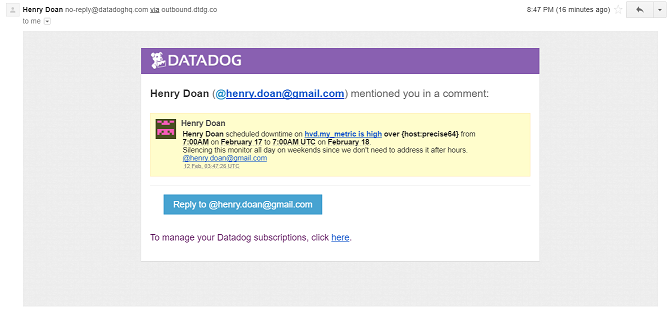 Henry Doan no-reply@datadoghq.com via outbound.dtdg.co
8:47 PM (16 minutes ago)
to me
DATADOG
Henry Doan (@henry.doan@gmail.com) mentioned you in a comment:
Henry Doan
Henry Doan scheduled downtime on hvd.my_metric is high over {host:precise64} from
7:00AM on February 17 to 7:00AM UTC on February 18.
Silencing this monitor all day on weekends since we don't need to address it after hours.
@henry.doan@gmail.com
12 Feb, 03:47:26 UTC
Reply to @henry.doan@gmail.com
To manage your Datadog subscriptions, click here.